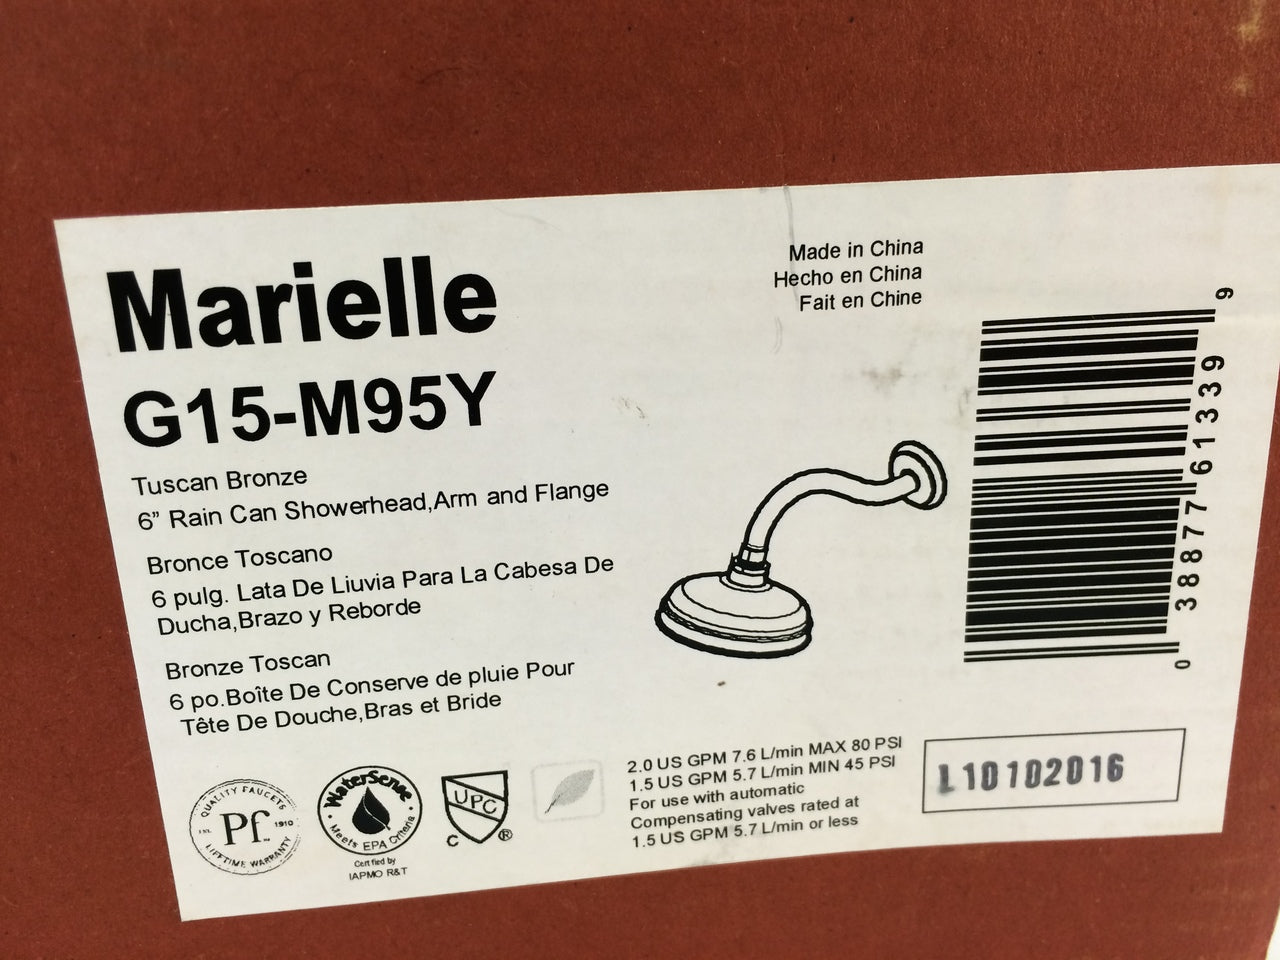 Marielle
G15-M95Y
Tuscan Bronze
6” Rain Can Showerhead,Arm and Flange
Bronce Toscano
6 pulg. Lata De Liuvia Para La Cabesa De
Ducha,Brazo y Reborde
Bronze Toscan
6 po.Boîte De Conserve de pluie Pour
Tête De Douche,Bras et Bride
Made in China
Hecho en China
Fait en Chine
0 38877 61339 9
QUALITY FAUCETS
Pf
1910
LIFETIME WARRANTY
WaterSense
Meets EPA Criteria
Certified by
IAPMO R&T
UPC
C ®
2.0 US GPM 7.6 L/min MAX 80 PSI
1.5 US GPM 5.7 L/min MIN 45 PSI
For use with automatic
Compensating valves rated at
1.5 US GPM 5.7 L/min or less
L10102016